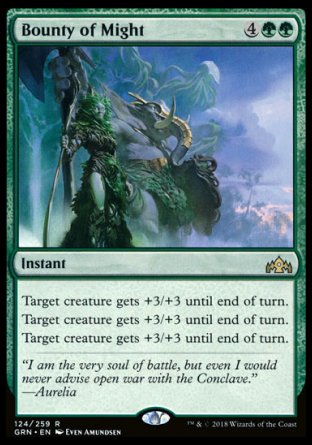 Bounty of Might 4
Instant
Target creature gets +3/+3 until end of turn.
Target creature gets +3/+3 until end of turn.
Target creature gets +3/+3 until end of turn.
“I am the very soul of battle, but even I would
never advise open war with the Conclave.”
—Aurelia
124/259 R
GRN • EN Even Amundsen
™ & © 2018 Wizards of the Coast